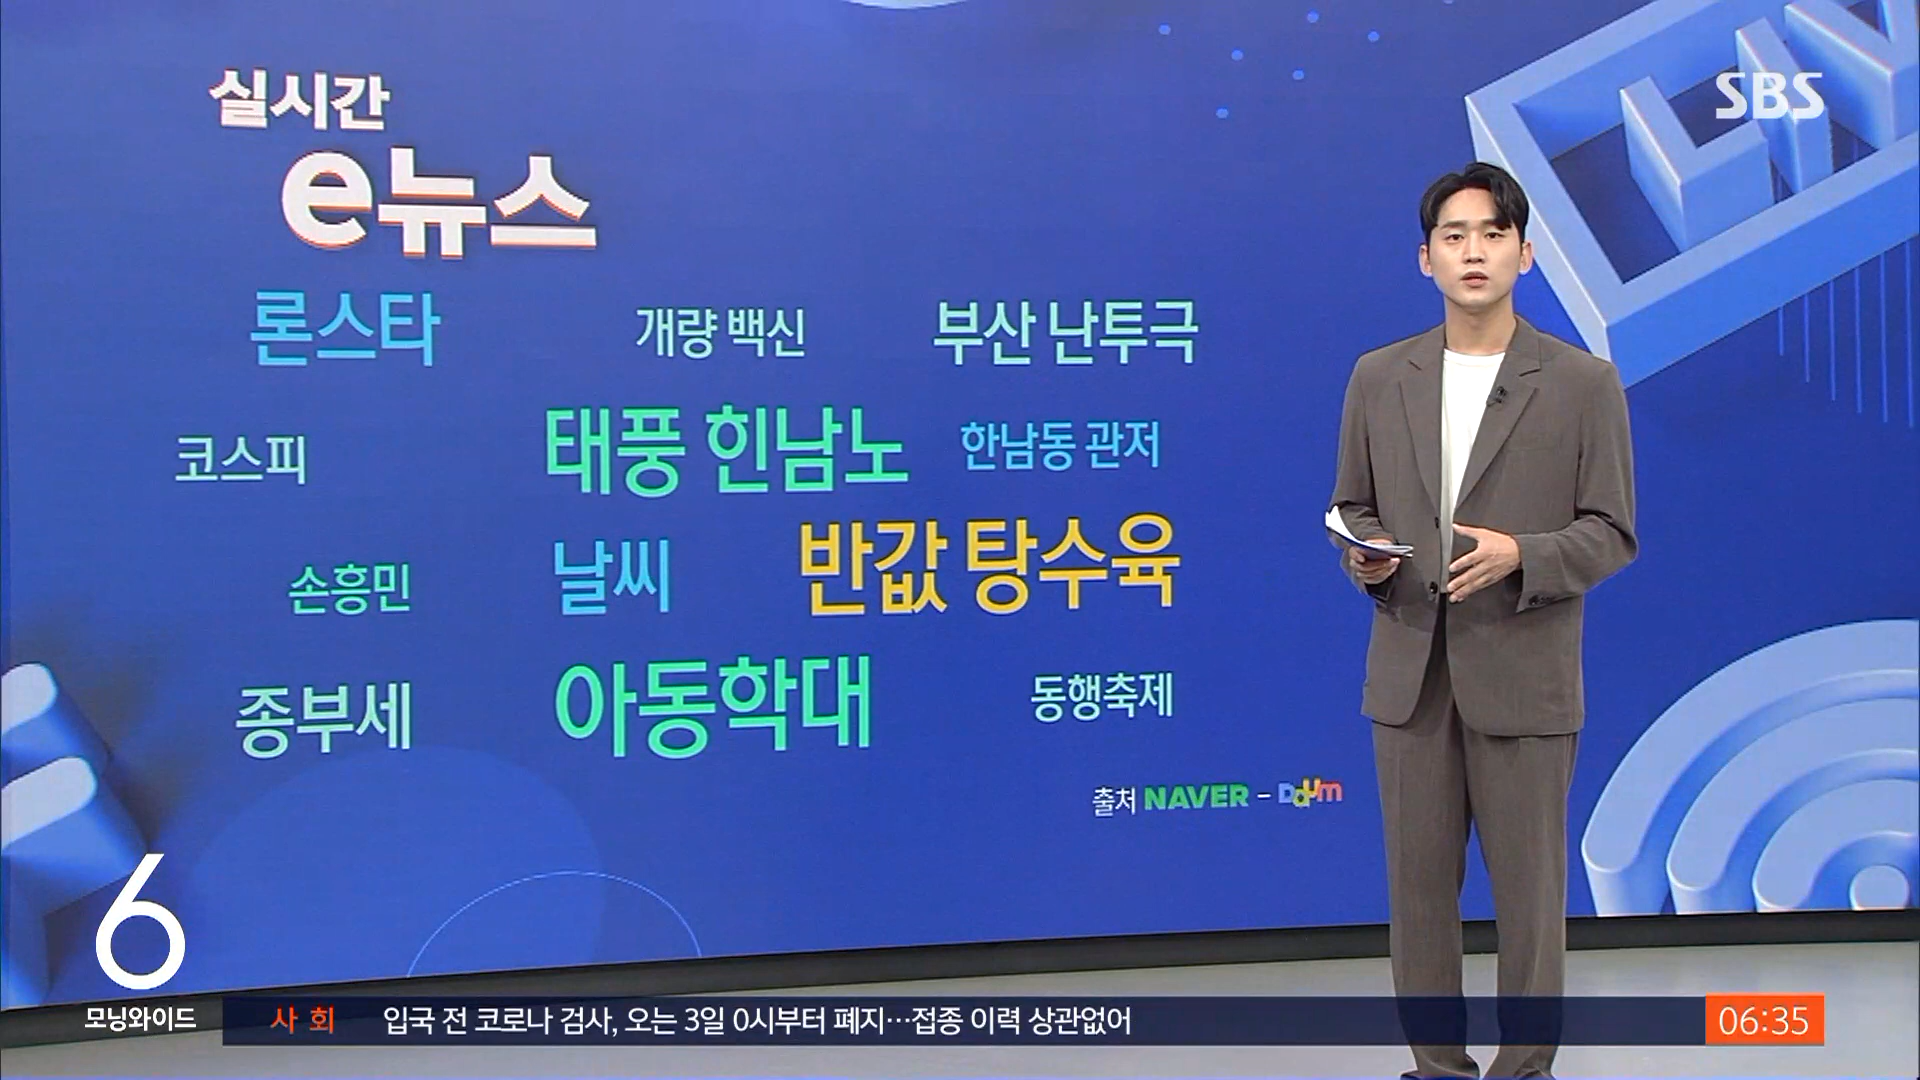 실시간
e뉴스
SBS
LIV
론스타 개량 백신 부산 난투극
코스피 태풍 힌남노 한남동 관저
손흥민 날씨 반값 탕수육
종부세 아동학대 동행축제
출처 NAVER - Daum
6
모닝와이드
사회 입국 전 코로나 검사, 오는 3일 0시부터 폐지…접종 이력 상관없어 06:35